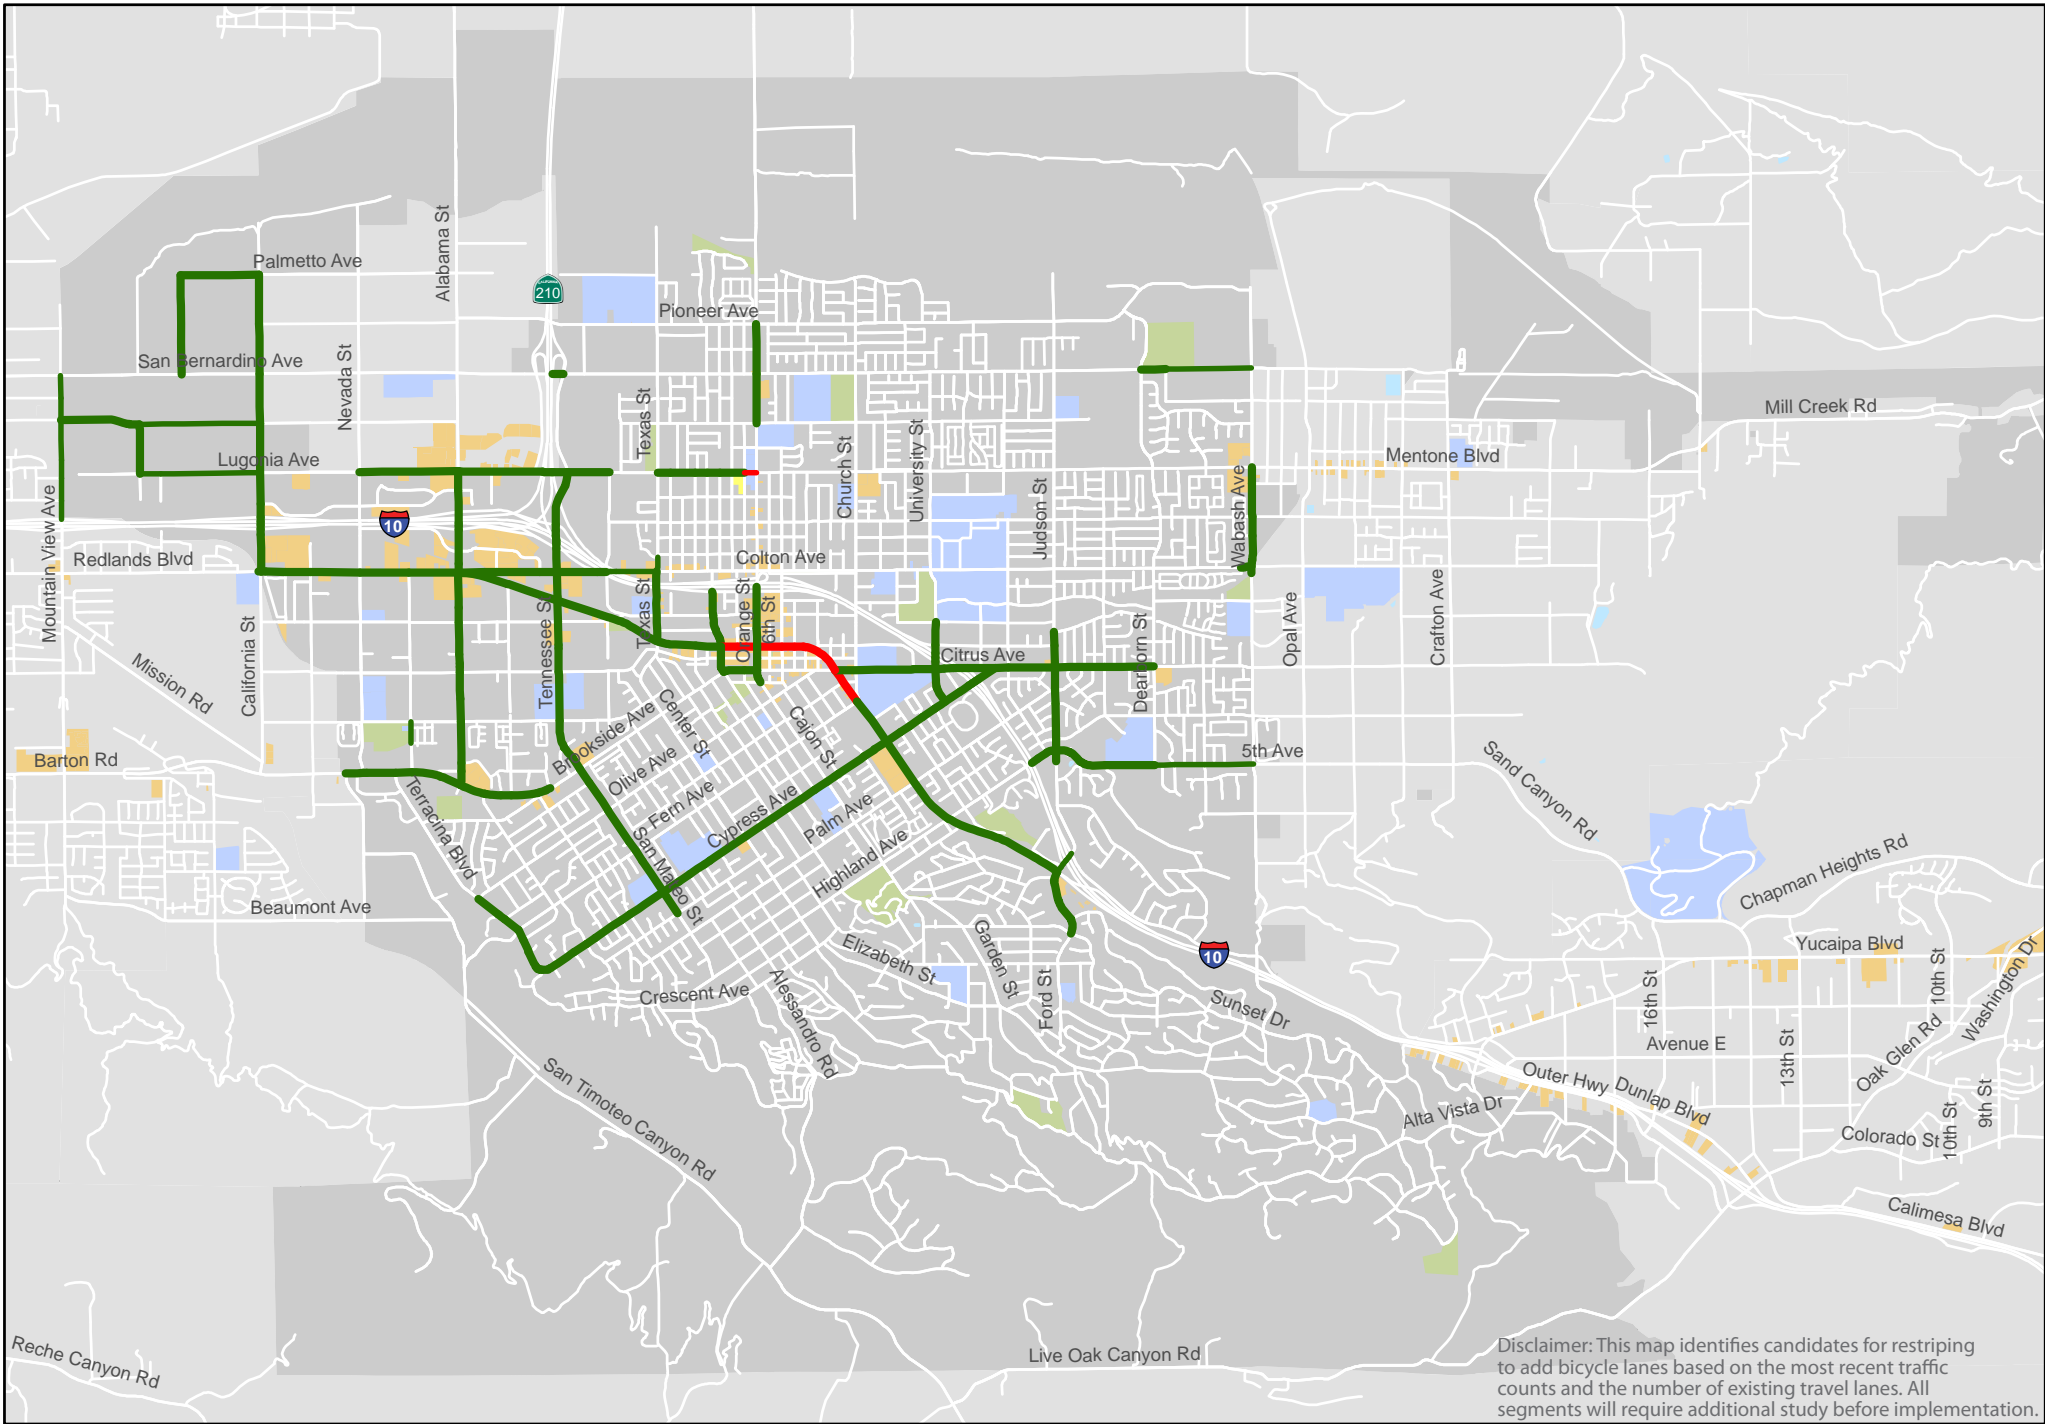 Alabama St
Palmetto Ave
CALIFORNIA
210
Pioneer Ave
San Bernardino Ave
Nevada St
Texas St
Mill Creek Rd
Lugonia Ave
Church St
University St
Mentone Blvd
Mountain View Ave
Judson St
Wabash Ave
10
Redlands Blvd
Colton Ave
California St
Tennessee St
Texas St
Orange St
6th St
Dearborn St
Opal Ave
Crafton Ave
Citrus Ave
Mission Rd
Center St
Cajon St
Brookside Ave
Barton Rd
Olive Ave
5th Ave
Sand Canyon Rd
Terracina Blvd
Fern Ave
Cypress Ave
Palm Ave
San Mateo St
Highland Ave
Chapman Heights Rd
Beaumont Ave
Elizabeth St
Garden St
10
Yucaipa Blvd
10th St
Washington Dr
Crescent Ave
Alessandro Rd
Ford St
Sunset Dr
16th St
Avenue E
13th St
Oak Glen Rd
San Timoteo Canyon Rd
Outer Hwy
Dunlap Blvd
Alta Vista Dr
10th St
9th St
Colorado St
Calimesa Blvd
Reche Canyon Rd
Live Oak Canyon Rd
Disclaimer: This map identifies candidates for restriping
to add bicycle lanes based on the most recent traffic
counts and the number of existing travel lanes. All
segments will require additional study before implementation.